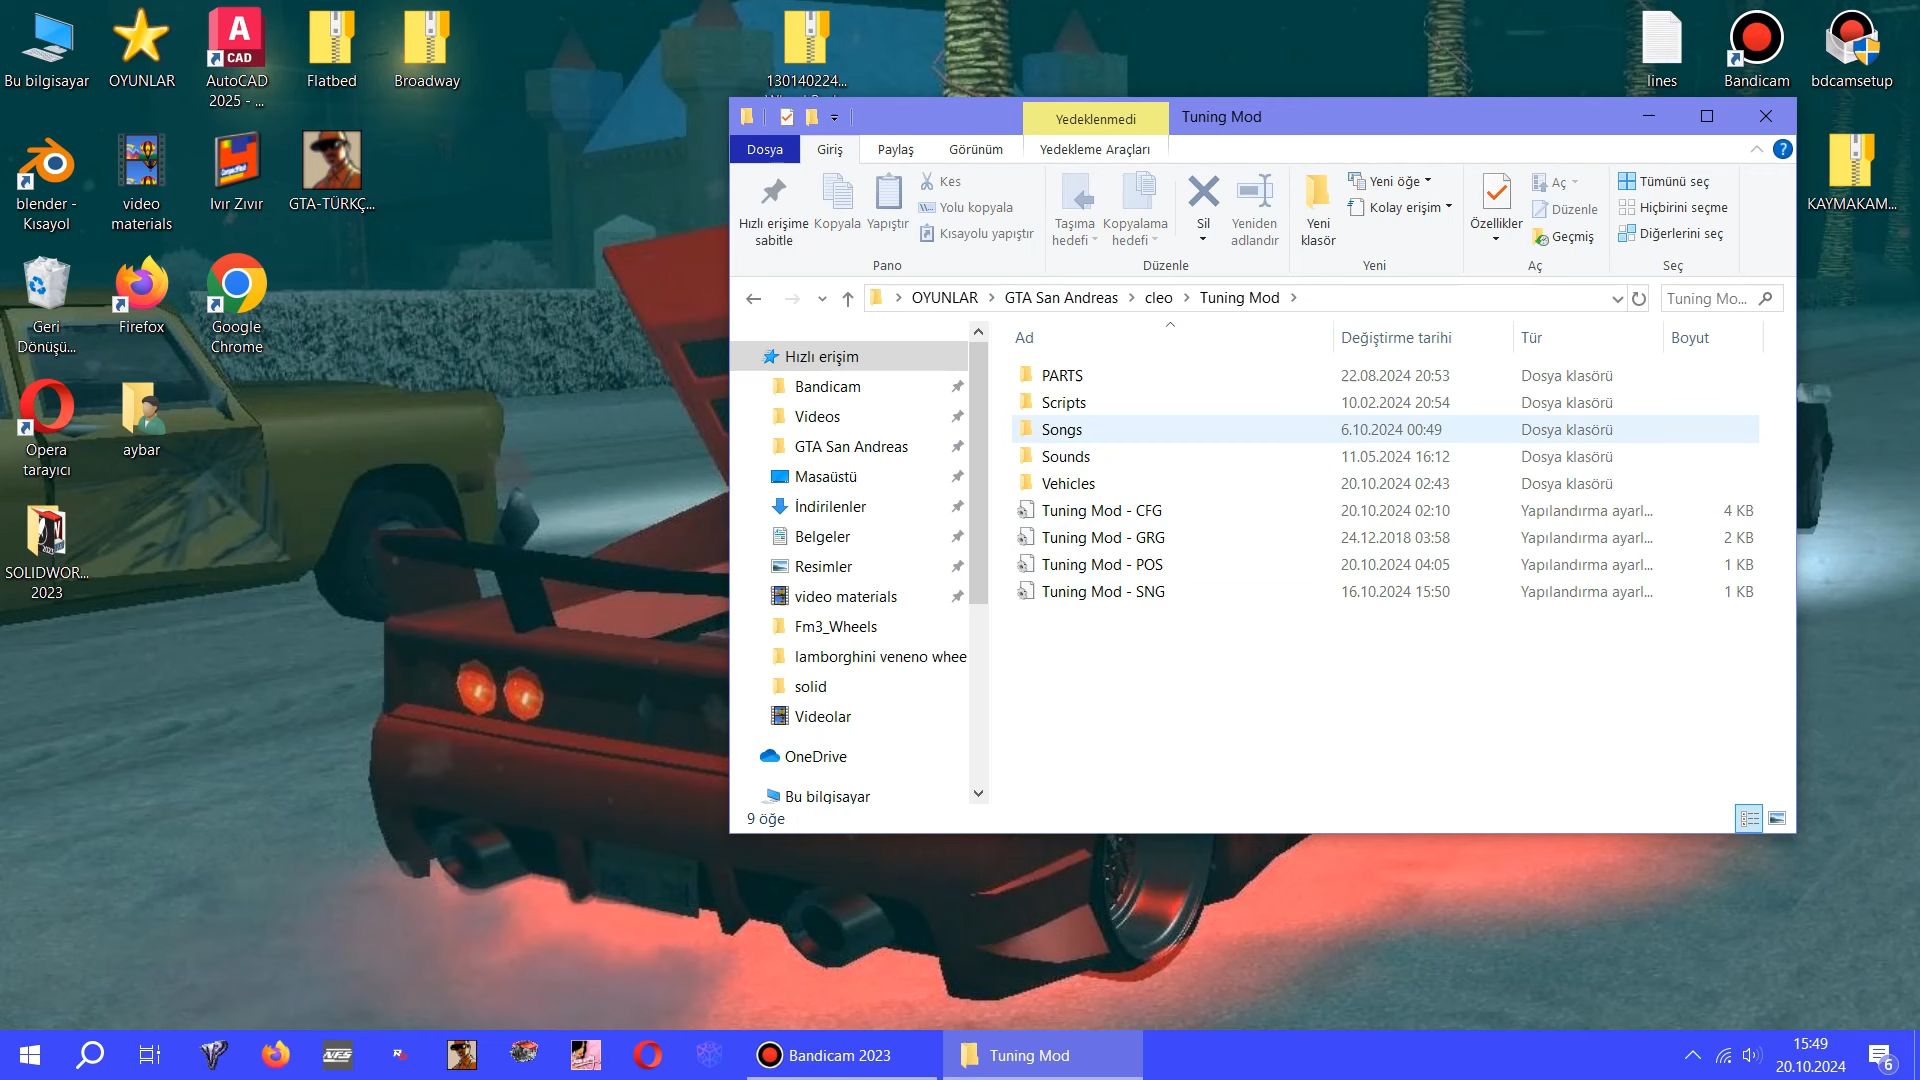 Bu bilgisayar
OYUNLAR
AutoCAD
2025 - ...
Flatbed
Broadway
130140224...
lines
Bandicam
bdcamsetup
blender -
Kısayol
video
materials
Ivır Zıvır
GTA-TÜRKÇ...
KAYMAKAM...
Geri
Dönüşü...
Firefox
Google
Chrome
Opera
tarayıcı
aybar
SOLIDWOR...
2023
Yedeklenmedi
Tuning Mod
Dosya
Giriş
Paylaş
Görünüm
Yedekleme Araçları
Hızlı erişime
sabitle
Kopyala
Yapıştır
Kes
Yolu kopyala
Kısayolu yapıştır
Pano
Taşıma
hedefi
Kopyalama
hedefi
Sil
Yeniden
adlandır
Düzenle
Yeni
klasör
Yeni öğe
Kolay erişim
Yeni
Özellikler
Aç
Düzenle
Geçmiş
Aç
Tümünü seç
Hiçbirini seçme
Diğerlerini seç
Seç
OYUNLAR > GTA San Andreas > cleo > Tuning Mod >
Tuning Mo...
Hızlı erişim
Bandicam
Videos
GTA San Andreas
Masaüstü
İndirilenler
Belgeler
Resimler
video materials
Fm3_Wheels
lamborghini veneno whee
solid
Videolar
OneDrive
Bu bilgisayar
Ad Değiştirme tarihi Tür Boyut
PARTS 22.08.2024 20:53 Dosya klasörü
Scripts 10.02.2024 20:54 Dosya klasörü
Songs 6.10.2024 00:49 Dosya klasörü
Sounds 11.05.2024 16:12 Dosya klasörü
Vehicles 20.10.2024 02:43 Dosya klasörü
Tuning Mod - CFG 20.10.2024 02:10 Yapılandırma ayarl... 4 KB
Tuning Mod - GRG 24.12.2018 03:58 Yapılandırma ayarl... 2 KB
Tuning Mod - POS 20.10.2024 04:05 Yapılandırma ayarl... 1 KB
Tuning Mod - SNG 16.10.2024 15:50 Yapılandırma ayarl... 1 KB
9 öğe
NFS
Bandicam 2023
Tuning Mod
15:49
20.10.2024
6